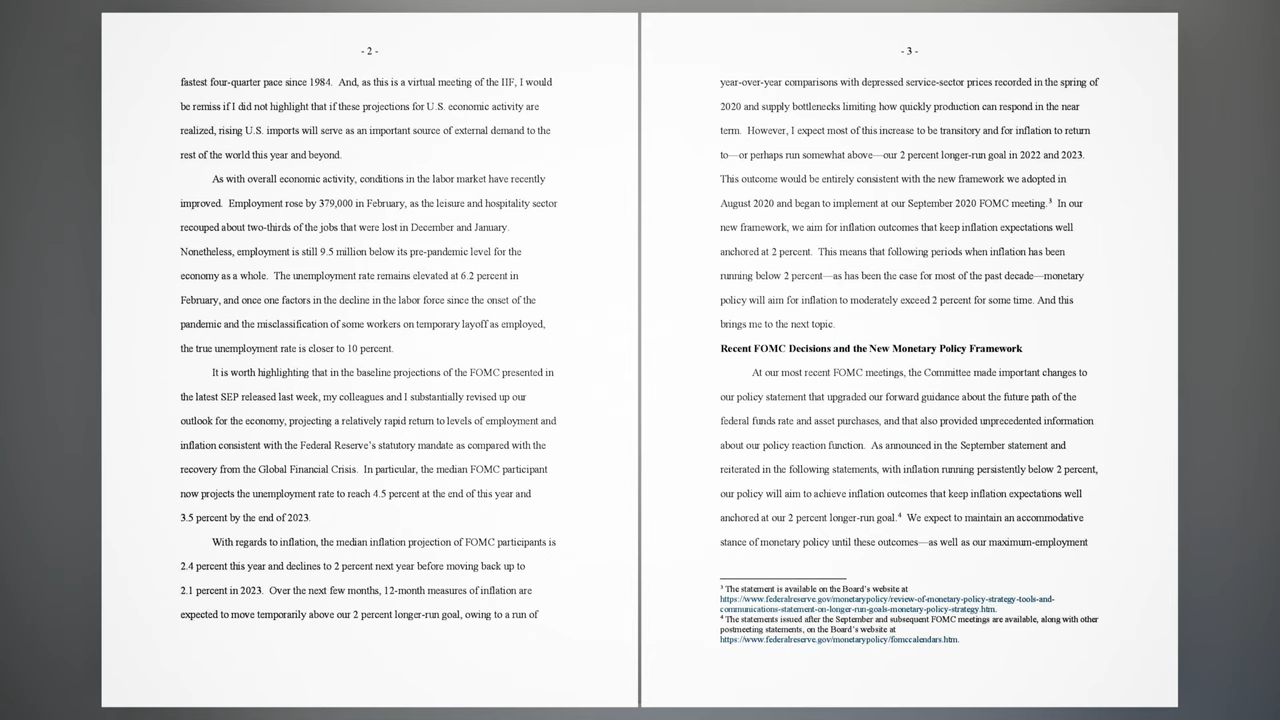 - 2 -
fastest four-quarter pace since 1984.  And, as this is a virtual meeting of the IIF, I would
be remiss if I did not highlight that if these projections for U.S. economic activity are
realized, rising U.S. imports will serve as an important source of external demand to the
rest of the world this year and beyond.
As with overall economic activity, conditions in the labor market have recently
improved.  Employment rose by 379,000 in February, as the leisure and hospitality sector
recouped about two-thirds of the jobs that were lost in December and January.
Nonetheless, employment is still 9.5 million below its pre-pandemic level for the
economy as a whole.  The unemployment rate remains elevated at 6.2 percent in
February, and once one factors in the decline in the labor force since the onset of the
pandemic and the misclassification of some workers on temporary layoff as employed,
the true unemployment rate is closer to 10 percent.
It is worth highlighting that in the baseline projections of the FOMC presented in
the latest SEP released last week, my colleagues and I substantially revised up our
outlook for the economy, projecting a relatively rapid return to levels of employment and
inflation consistent with the Federal Reserve's statutory mandate as compared with the
recovery from the Global Financial Crisis.  In particular, the median FOMC participant
now projects the unemployment rate to reach 4.5 percent at the end of this year and
3.5 percent by the end of 2023.
With regards to inflation, the median inflation projection of FOMC participants is
2.4 percent this year and declines to 2 percent next year before moving back up to
2.1 percent in 2023.  Over the next few months, 12-month measures of inflation are
expected to move temporarily above our 2 percent longer-run goal, owing to a run of
- 3 -
year-over-year comparisons with depressed service-sector prices recorded in the spring of
2020 and supply bottlenecks limiting how quickly production can respond in the near
term.  However, I expect most of this increase to be transitory and for inflation to return
to—or perhaps run somewhat above—our 2 percent longer-run goal in 2022 and 2023.
This outcome would be entirely consistent with the new framework we adopted in
August 2020 and began to implement at our September 2020 FOMC meeting.³  In our
new framework, we aim for inflation outcomes that keep inflation expectations well
anchored at 2 percent.  This means that following periods when inflation has been
running below 2 percent—as has been the case for most of the past decade—monetary
policy will aim for inflation to moderately exceed 2 percent for some time. And this
brings me to the next topic.
Recent FOMC Decisions and the New Monetary Policy Framework
At our most recent FOMC meetings, the Committee made important changes to
our policy statement that upgraded our forward guidance about the future path of the
federal funds rate and asset purchases, and that also provided unprecedented information
about our policy reaction function.  As announced in the September statement and
reiterated in the following statements, with inflation running persistently below 2 percent,
our policy will aim to achieve inflation outcomes that keep inflation expectations well
anchored at our 2 percent longer-run goal.⁴  We expect to maintain an accommodative
stance of monetary policy until these outcomes—as well as our maximum-employment
³ The statement is available on the Board's website at
https://www.federalreserve.gov/monetarypolicy/review-of-monetary-policy-strategy-tools-and-
communications-statement-on-longer-run-goals-monetary-policy-strategy.htm.
⁴ The statements issued after the September and subsequent FOMC meetings are available, along with other
postmeeting statements, on the Board's website at
https://www.federalreserve.gov/monetarypolicy/fomccalendars.htm.